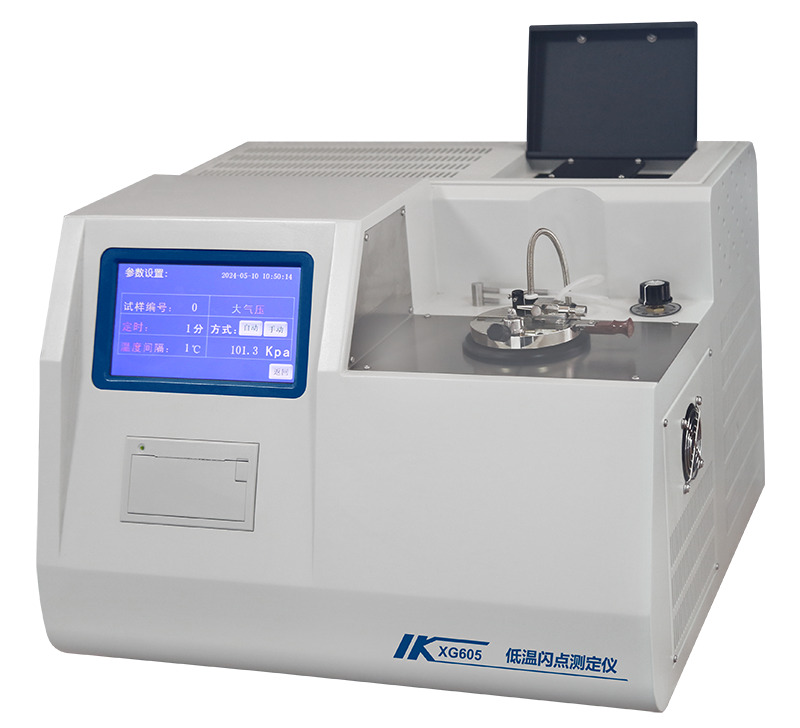 参数设置: 2024-05-10 10:50:14
试样编号: 0 大气压
定时: 1分 方式: 自动 手动
温度间隔: 1℃ 101.3 Kpa
返回
XG605 低温闪点测定仪